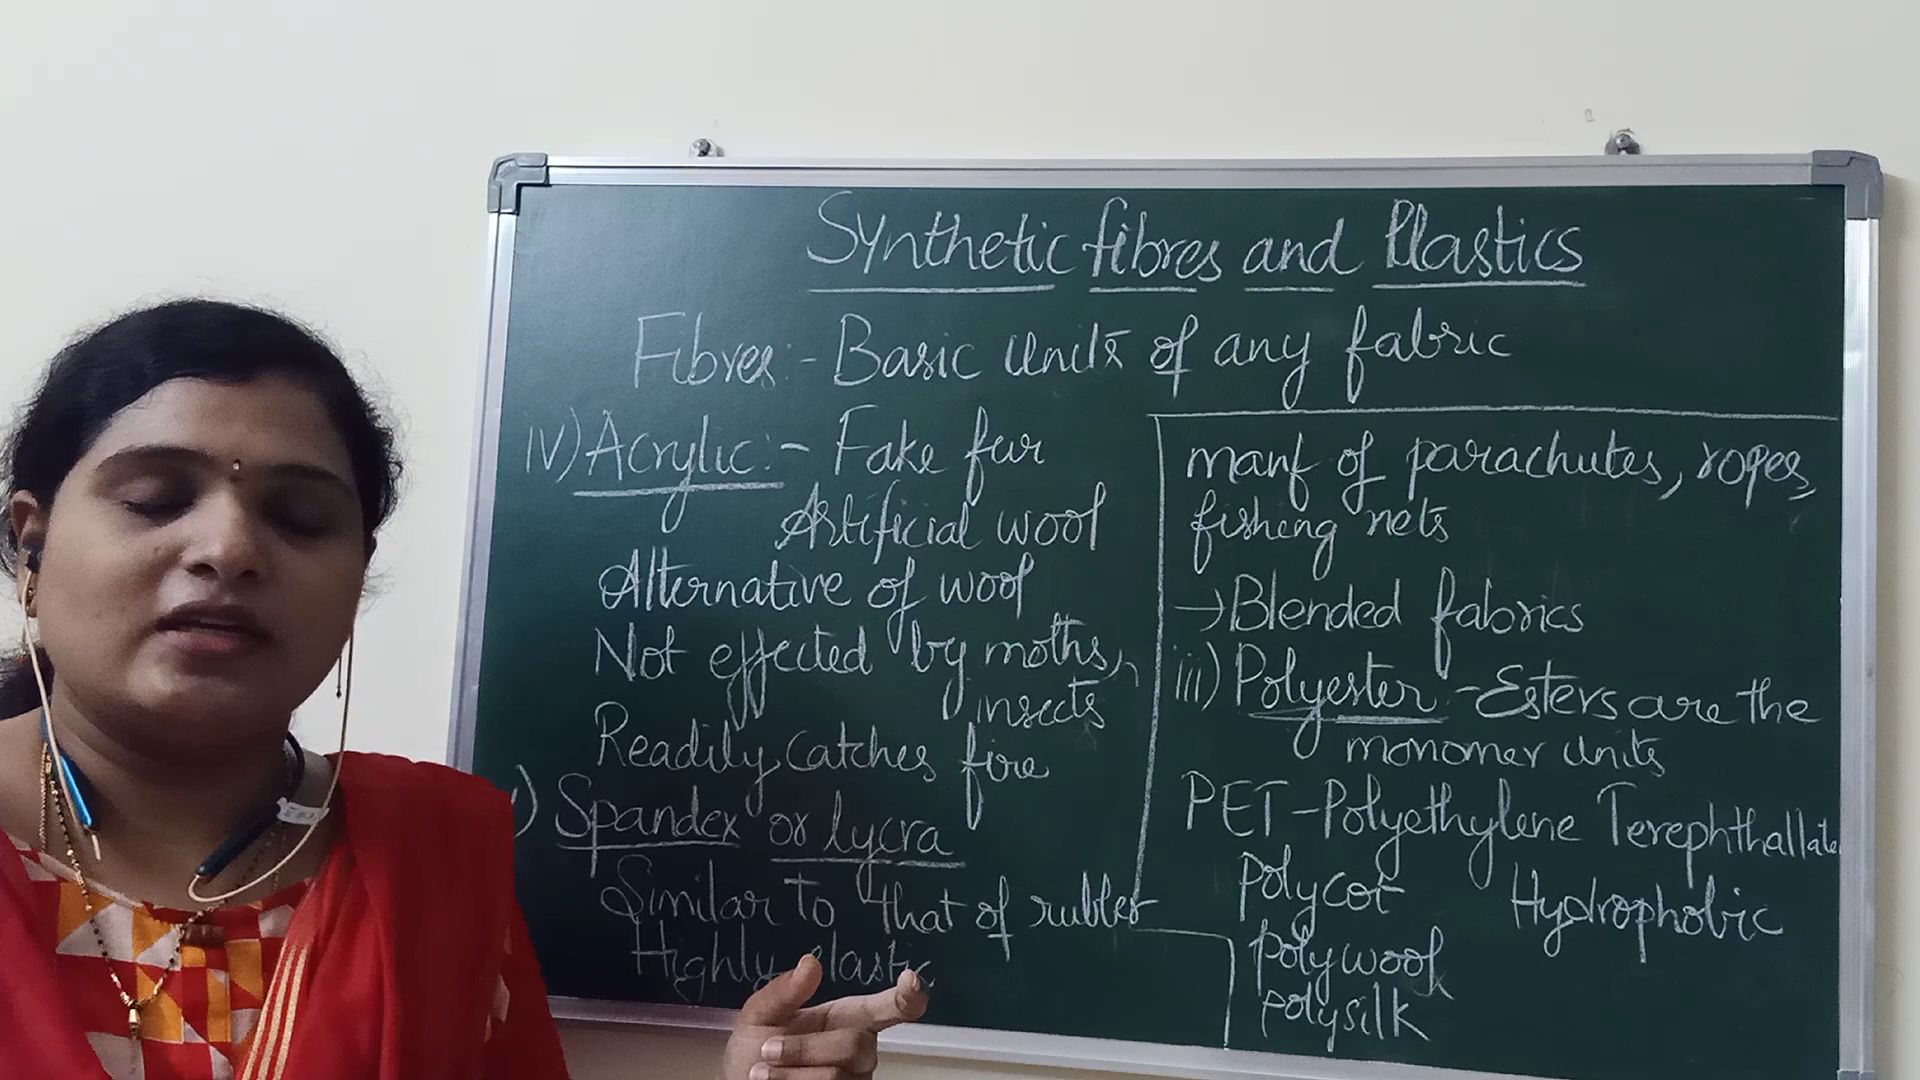 Synthetic fibres and Plastics
Fibres:- Basic Units of any fabric
iv) Acrylic:- Fake fur
Artificial wool
Alternative of wool
Not effected by moths,
insects
Readily catches fire
) Spandex or lycra
Similar to that of rubber
Highly elastic
manf of parachutes, ropes,
fishing nets
→ Blended fabrics
iii) Polyester - Esters are the
monomer units
PET - Polyethylene Terephthallate
polycot Hydrophobic
polywool
polysilk